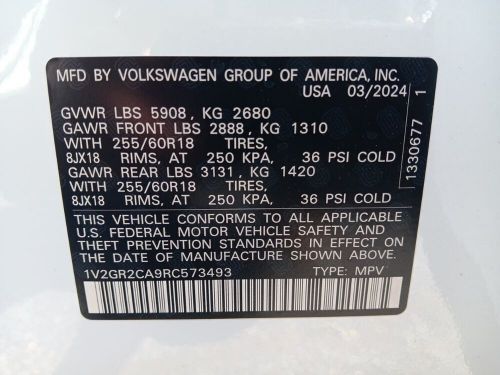 MFD BY VOLKSWAGEN GROUP OF AMERICA, INC.
USA 03/2024
GVWR LBS 5908, KG 2680
GAWR FRONT LBS 2888, KG 1310
WITH 255/60R18 TIRES,
8JX18 RIMS, AT 250 KPA, 36 PSI COLD
GAWR REAR LBS 3131, KG 1420
WITH 255/60R18 TIRES,
8JX18 RIMS, AT 250 KPA, 36 PSI COLD
THIS VEHICLE CONFORMS TO ALL APPLICABLE
U.S. FEDERAL MOTOR VEHICLE SAFETY AND
THEFT PREVENTION STANDARDS IN EFFECT ON
THE DATE OF MANUFACTURE SHOWN ABOVE.
1V2GR2CA9RC573493 TYPE: MPV
1330677 1